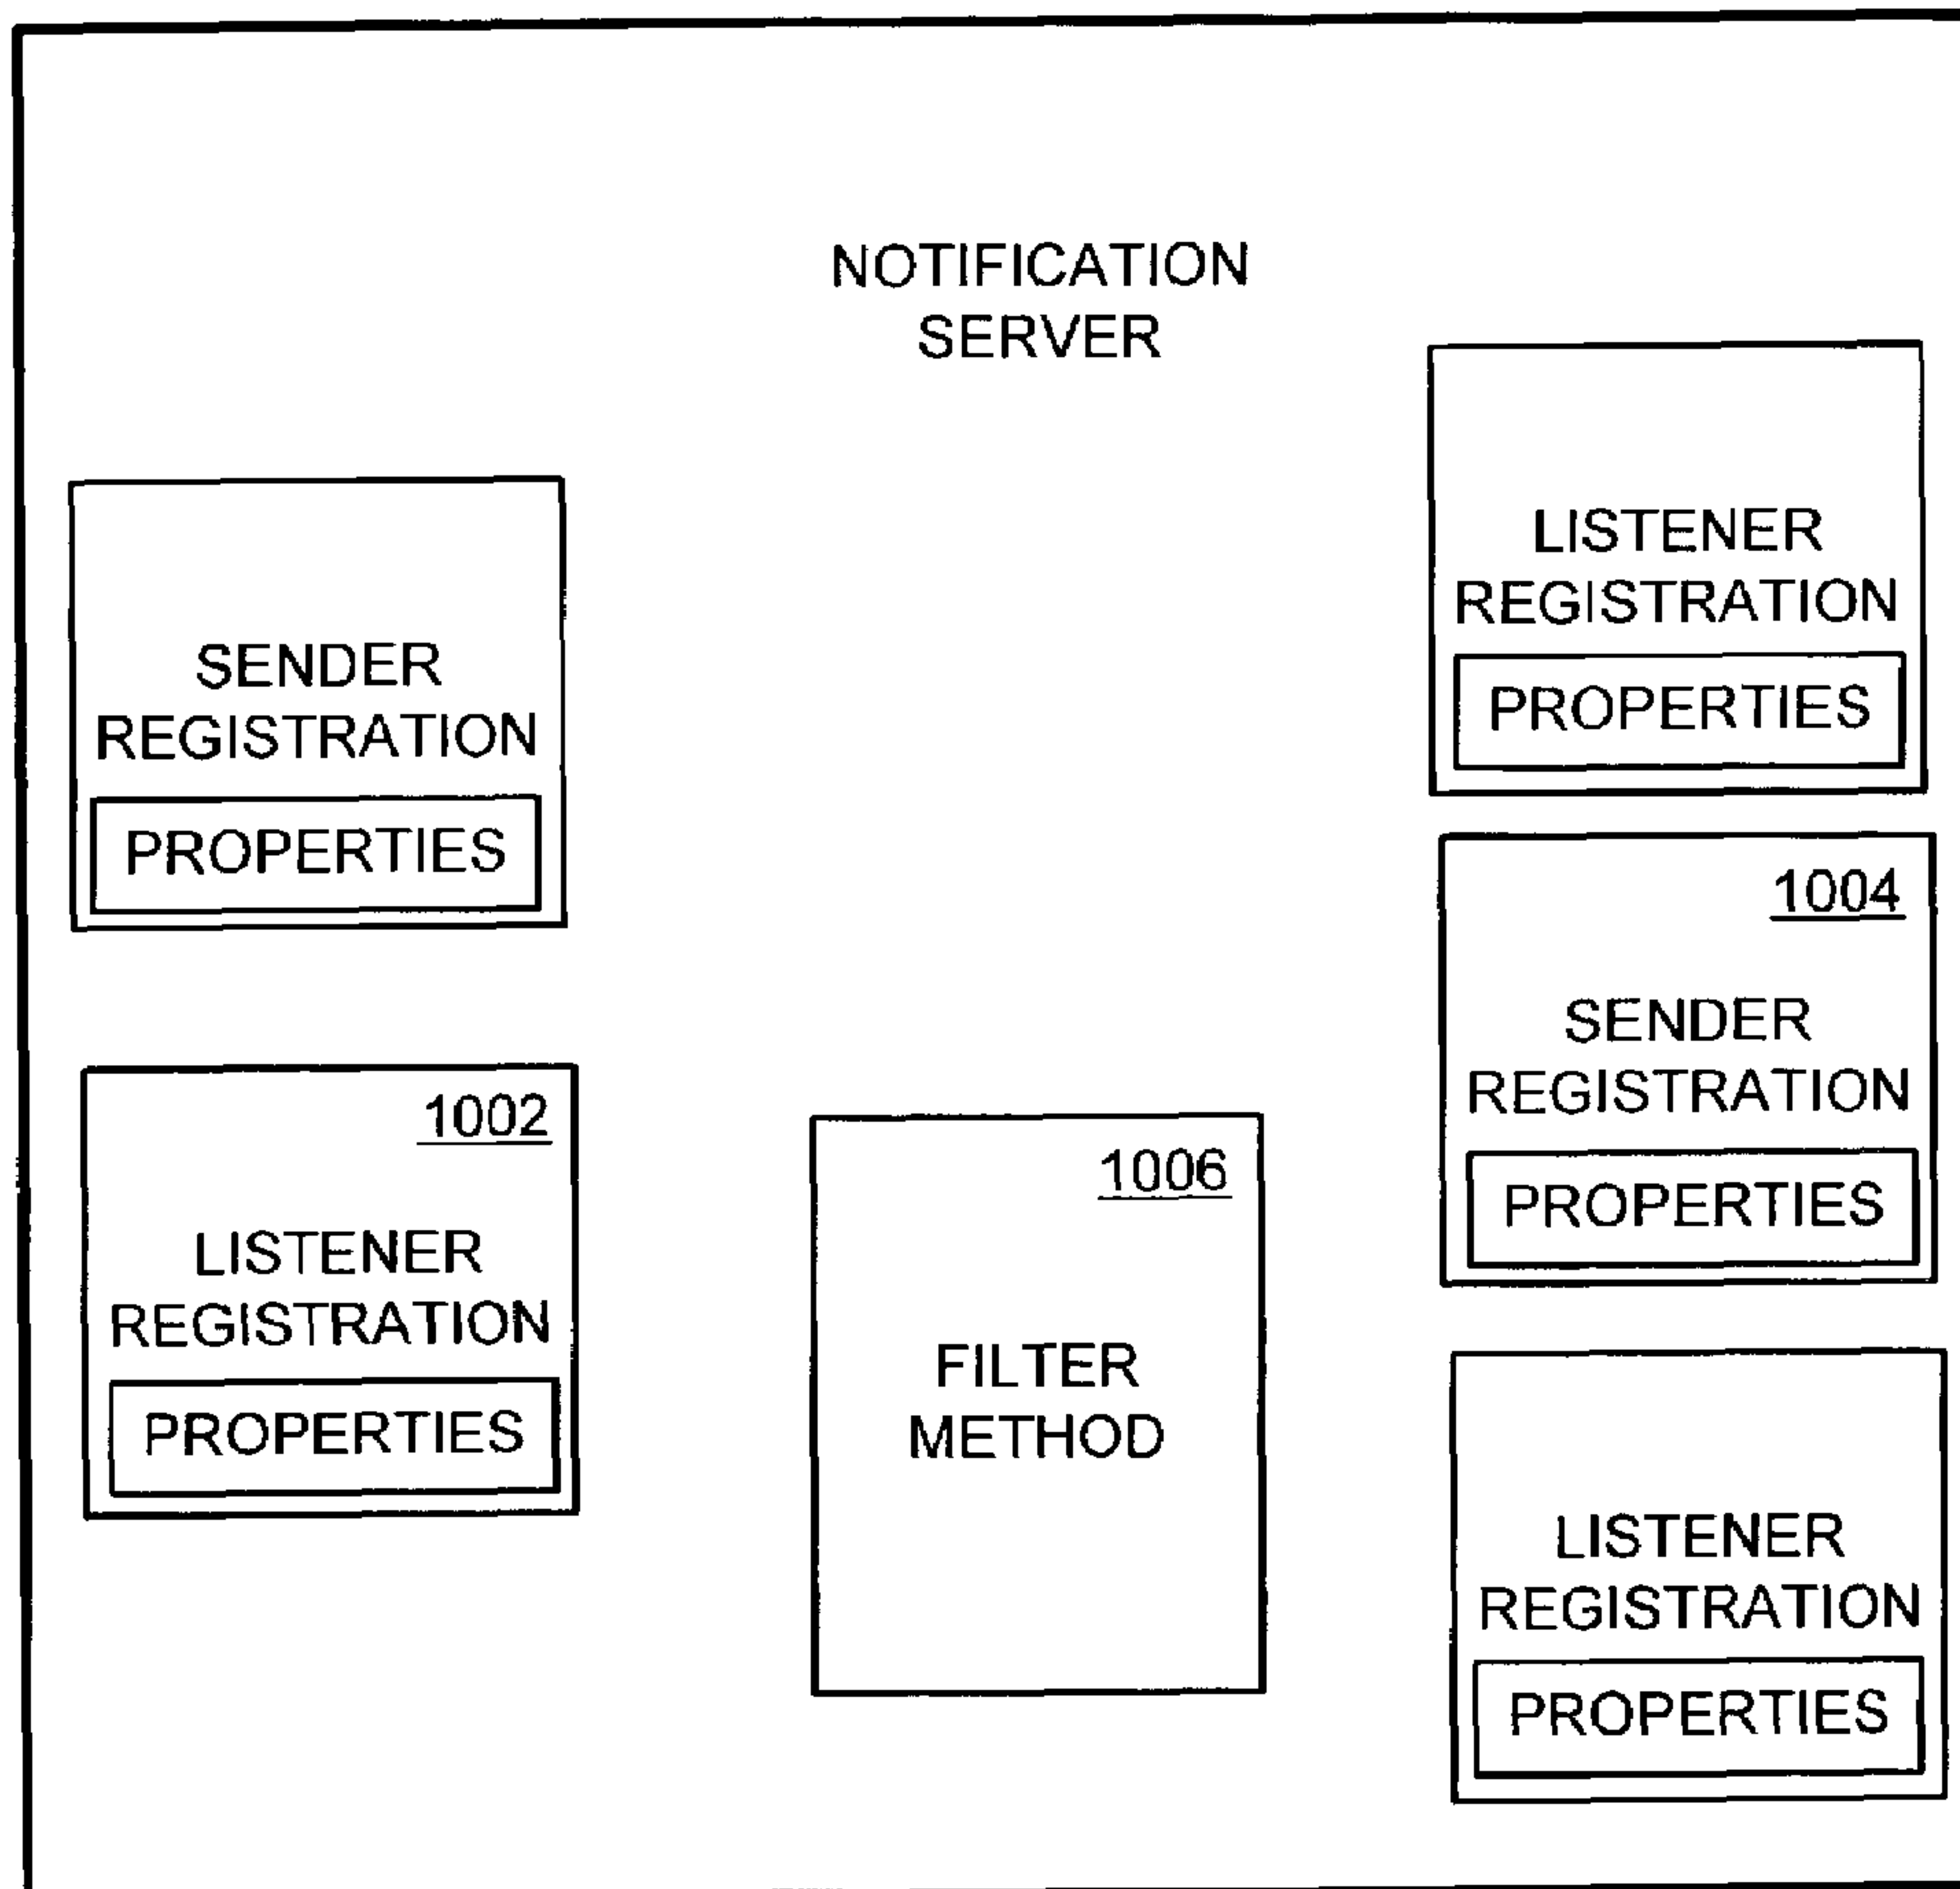 NOTIFICATION
SERVER
SENDER
REGISTRATION
PROPERTIES
1002
LISTENER
REGISTRATION
PROPERTIES
1006
FILTER
METHOD
LISTENER
REGISTRATION
PROPERTIES
1004
SENDER
REGISTRATION
PROPERTIES
LISTENER
REGISTRATION
PROPERTIES